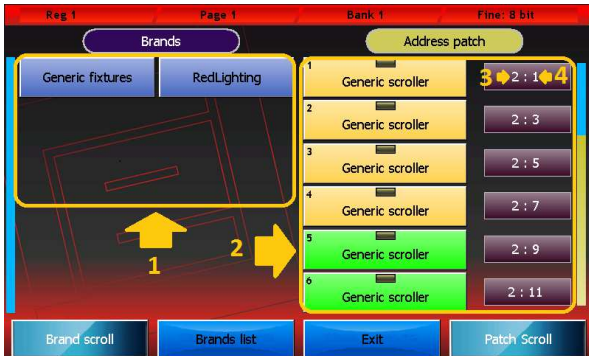 Reg 1 Page 1 Bank 1 Fine: 8 bit
Brands Address patch
Generic fixtures RedLighting
1 Generic scroller 3 2 : 1 4
2 Generic scroller 2 : 3
3 Generic scroller 2 : 5
4 Generic scroller 2 : 7
5 Generic scroller 2 : 9
6 Generic scroller 2 : 11
1
2
Brand scroll Brands list Exit Patch Scroll